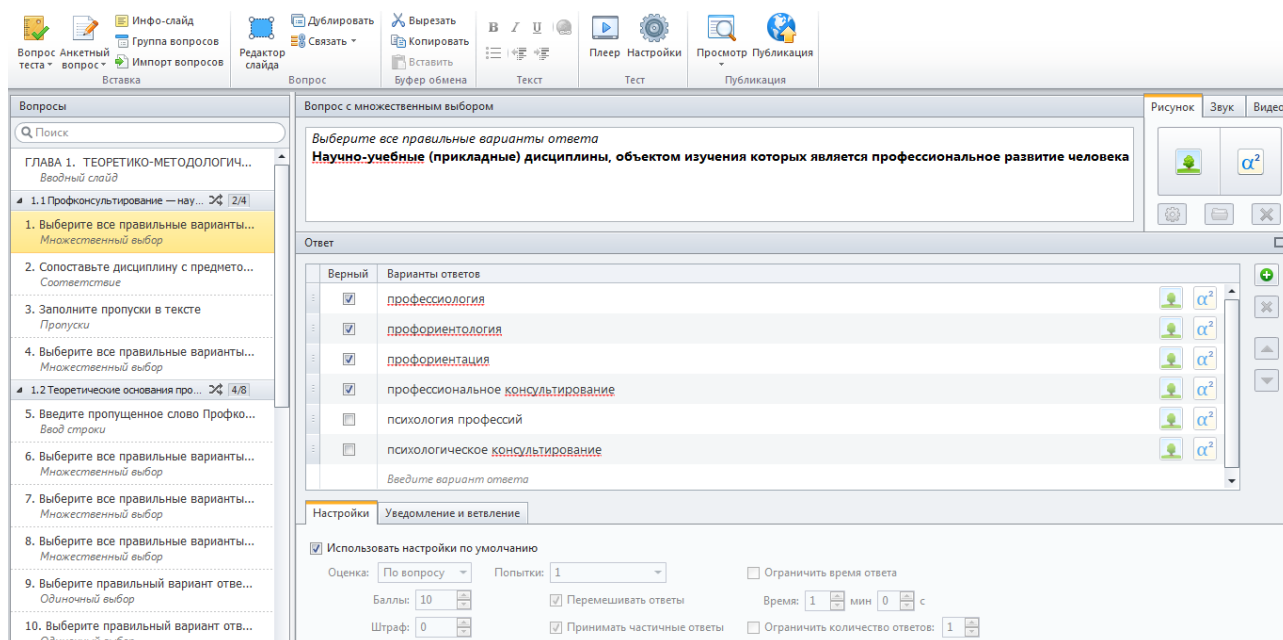 Вопрос теста
Анкетный вопрос
Инфо-слайд
Группа вопросов
Импорт вопросов
Вставка
Редактор слайда
Дублировать
Связать
Вопрос
Вырезать
Копировать
Вставить
Буфер обмена
B I U
Текст
Плеер
Настройки
Тест
Просмотр
Публикация
Публикация
Вопросы
Поиск
ГЛАВА 1. ТЕОРЕТИКО-МЕТОДОЛОГИЧ...
Вводный слайд
1.1 Профконсультирование — нау... 2/4
1. Выберите все правильные варианты...
Множественный выбор
2. Сопоставьте дисциплину с предмето...
Соответствие
3. Заполните пропуски в тексте
Пропуски
4. Выберите все правильные варианты...
Множественный выбор
1.2 Теоретические основания про... 4/8
5. Введите пропущенное слово Профко...
Ввод строки
6. Выберите все правильные варианты...
Множественный выбор
7. Выберите все правильные варианты...
Множественный выбор
8. Выберите все правильные варианты...
Множественный выбор
9. Выберите правильный вариант отве...
Одиночный выбор
10. Выберите правильный вариант отв...
Вопрос с множественным выбором
Выберите все правильные варианты ответа
Научно-учебные (прикладные) дисциплины, объектом изучения которых является профессиональное развитие человека
Рисунок Звук Видео
α²
Ответ
Верный Варианты ответов
профессиология α²
профориентология α²
профориентация α²
профессиональное консультирование α²
психология профессий α²
психологическое консультирование α²
Введите вариант ответа
Настройки Уведомление и ветвление
Использовать настройки по умолчанию
Оценка: По вопросу Попытки: 1 Ограничить время ответа
Баллы: 10 Перемешивать ответы Время: 1 мин 0 с
Штраф: 0 Принимать частичные ответы Ограничить количество ответов: 1